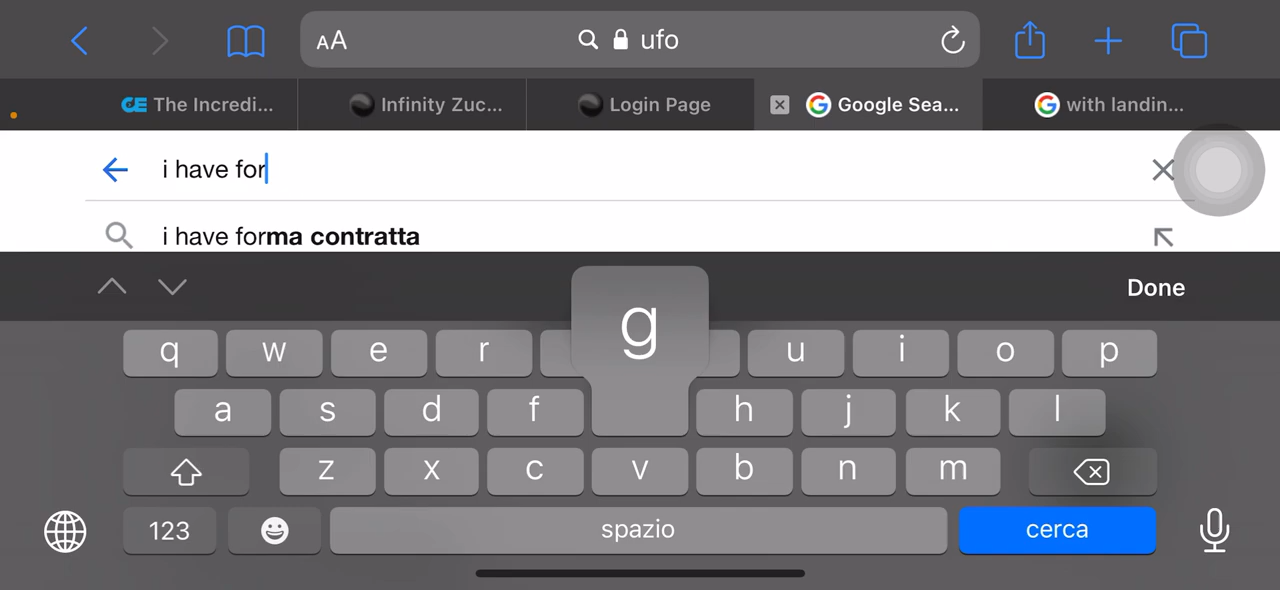 AA ufo
The Incredi... Infinity Zuc... Login Page Google Sea... with landin...
i have for
i have forma contratta
Done
g
q w e r u i o p
a s d f h j k l
z x c v b n m
123 spazio cerca